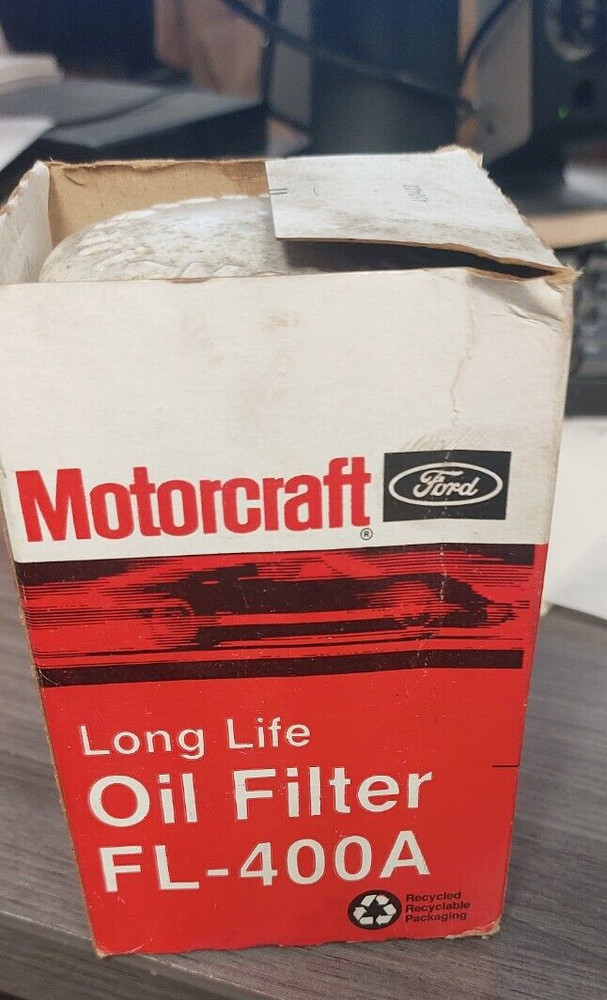 Motorcraft®
Ford
Long Life
Oil Filter
FL-400A
Recycled
Recyclable
Packaging